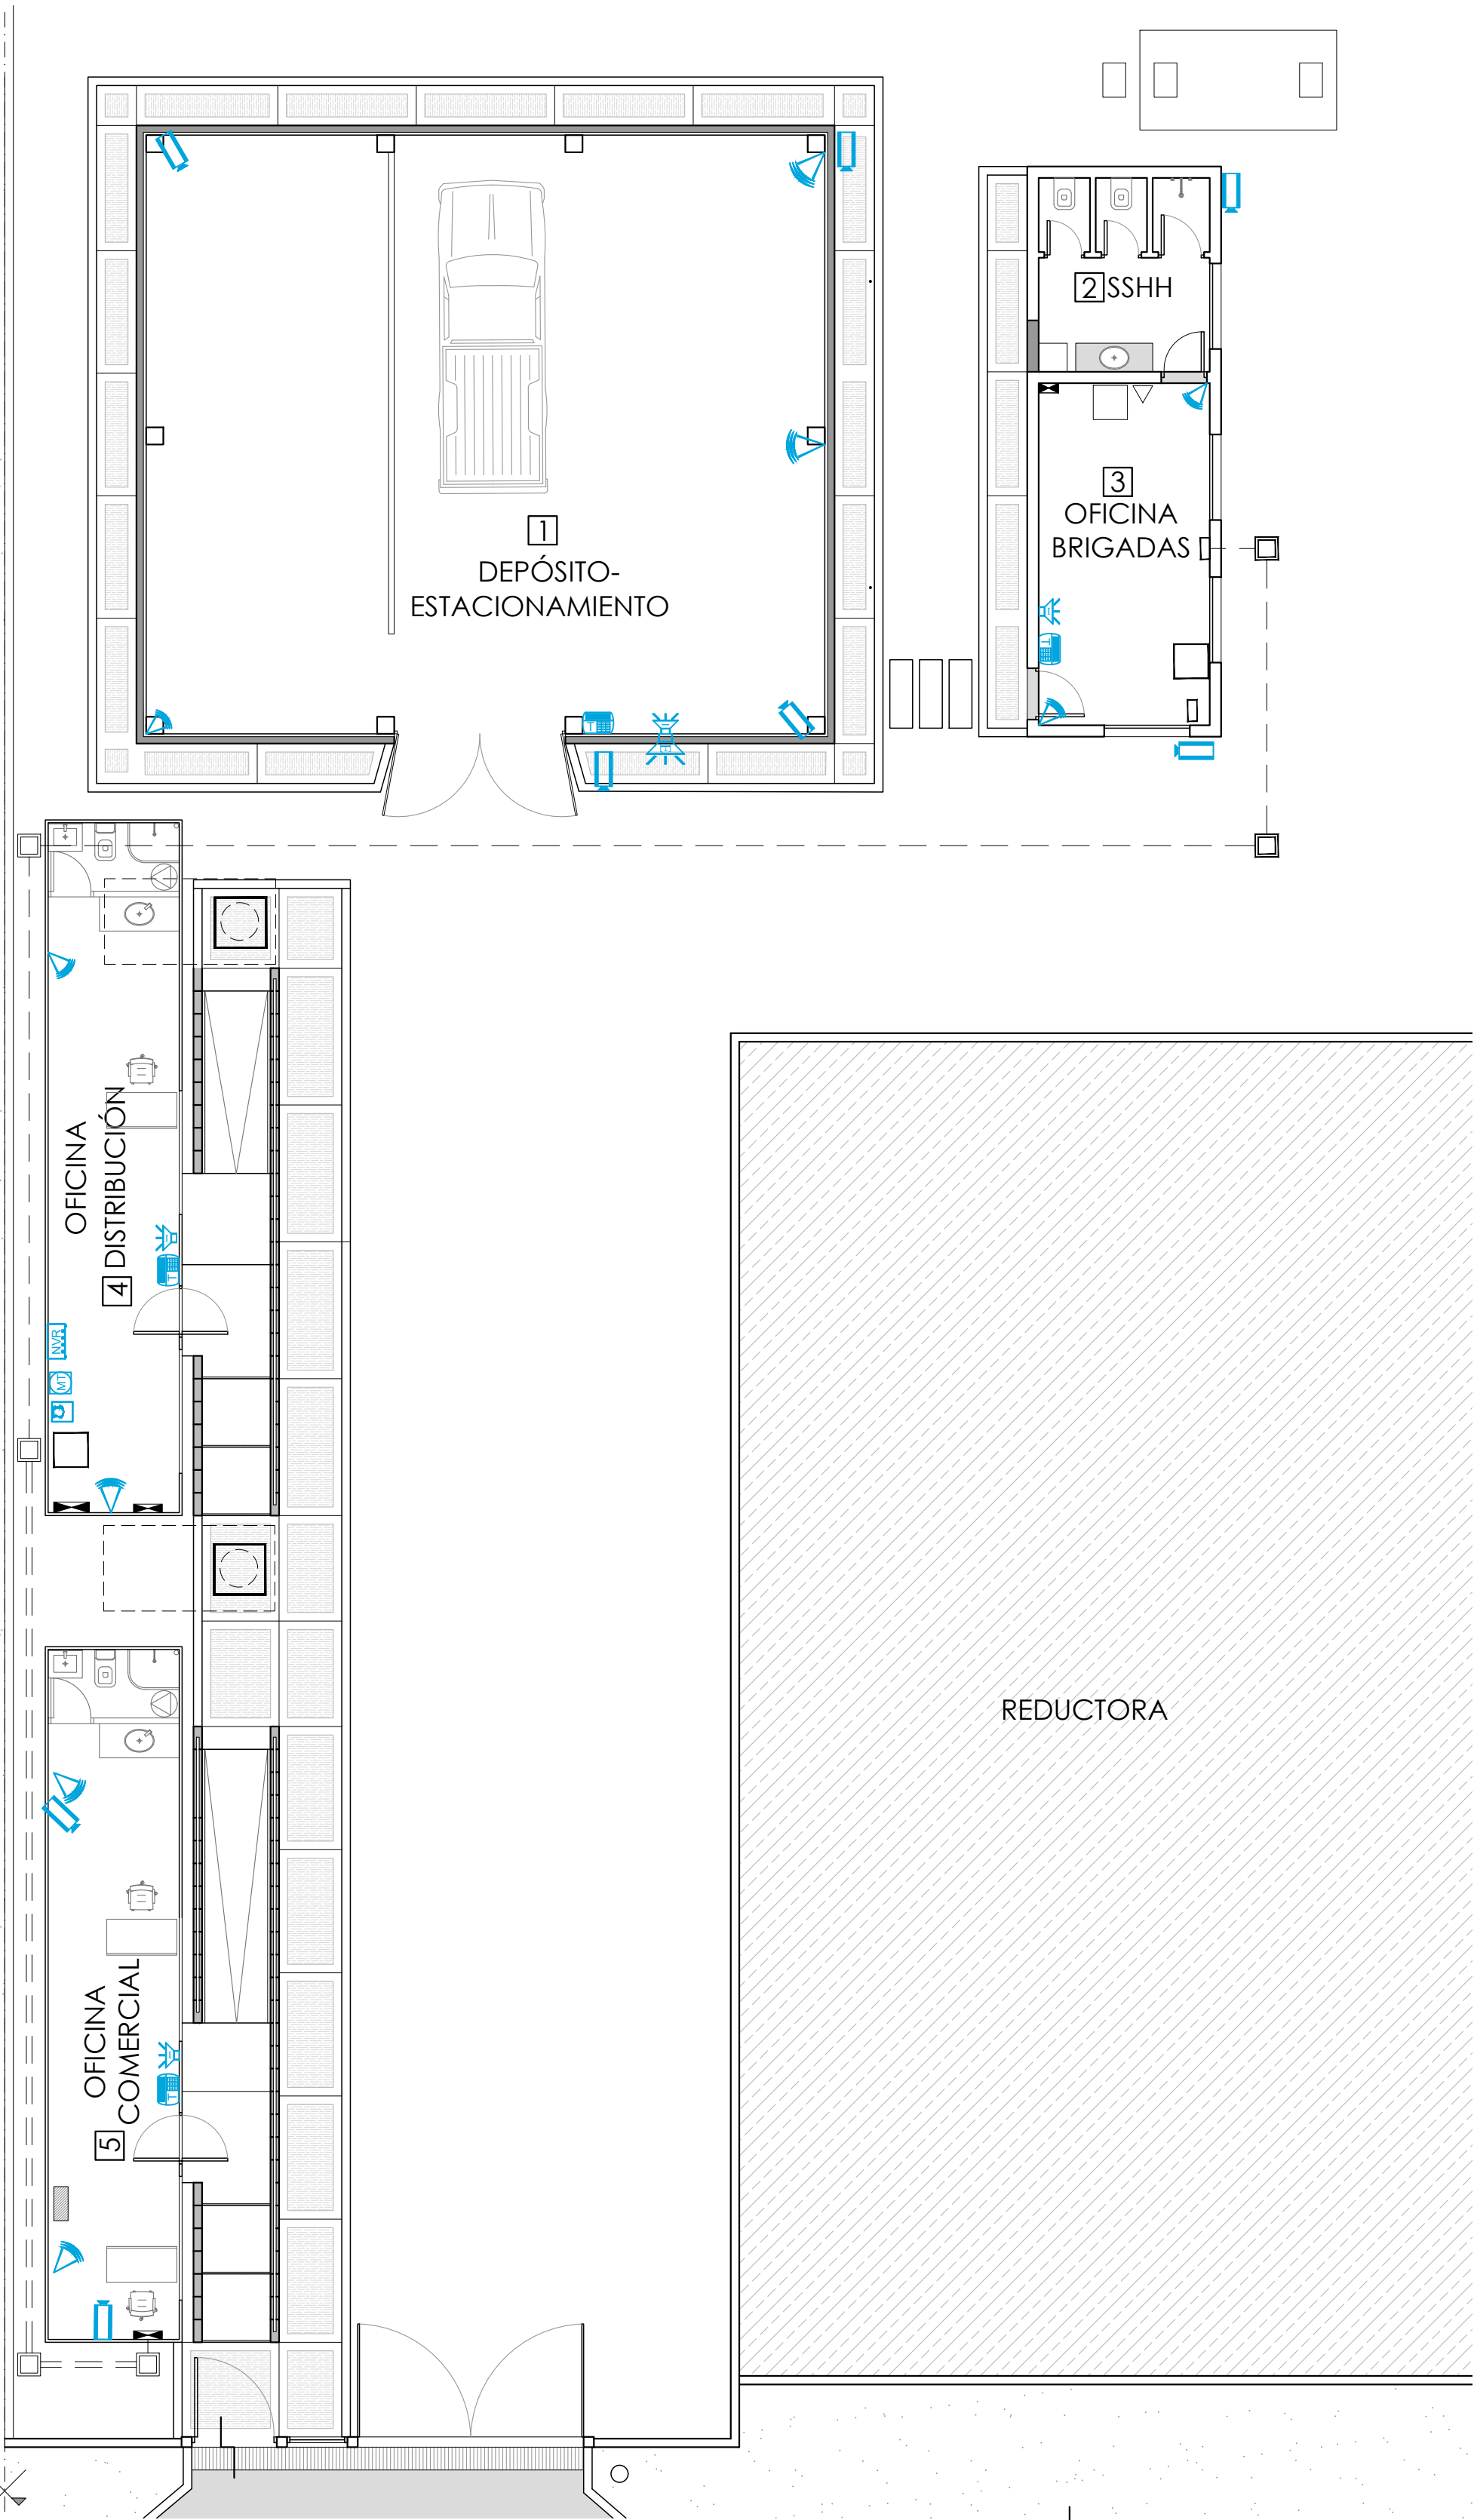 2 SSHH
3
OFICINA
BRIGADAS
1
DEPÓSITO-
ESTACIONAMIENTO
T
T
OFICINA
4 DISTRIBUCIÓN
T
NVR
MT
REDUCTORA
OFICINA
COMERCIAL
5
T